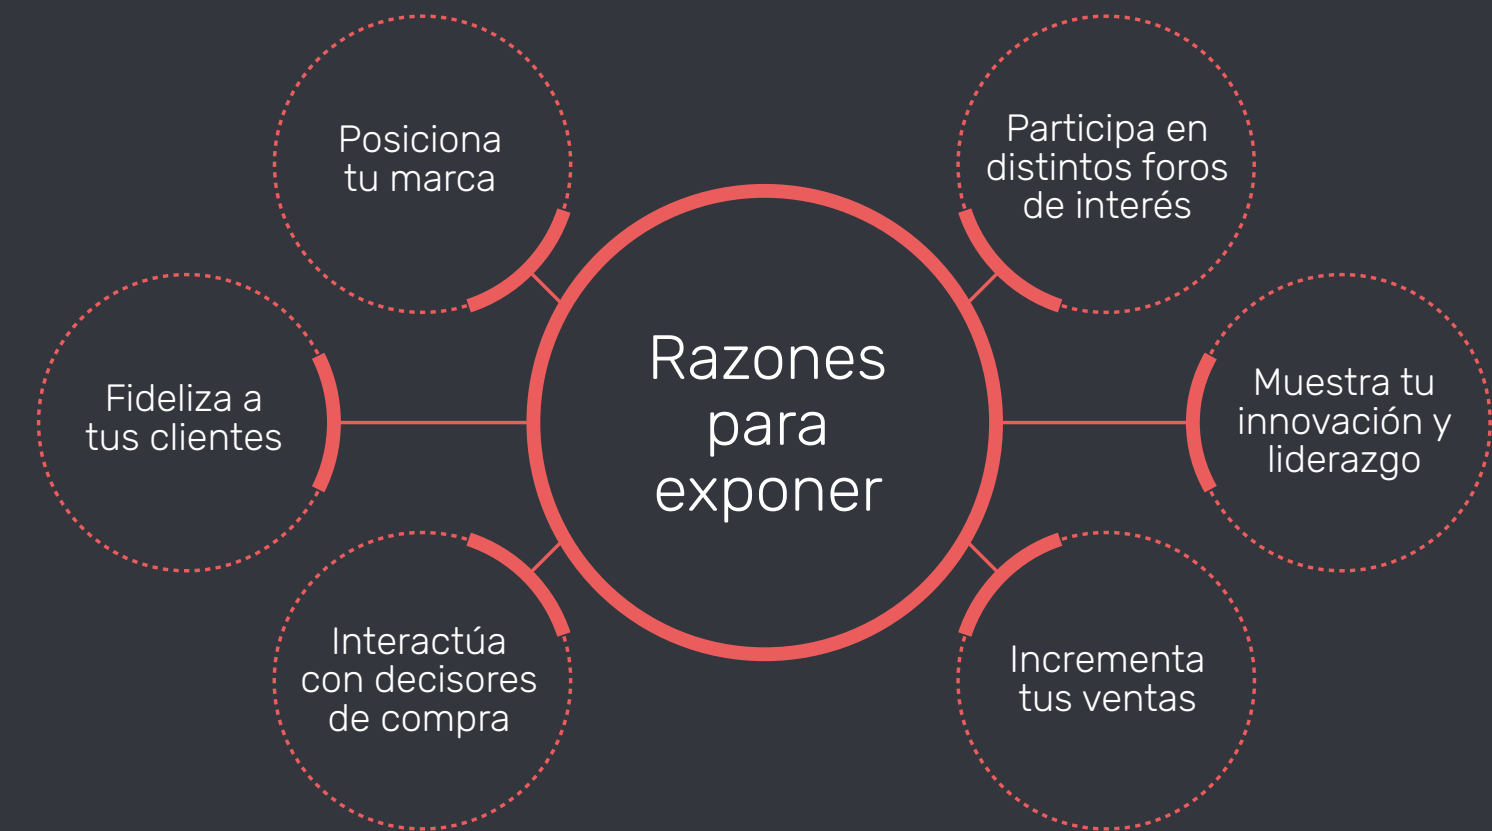 Posiciona
tu marca
Participa en
distintos foros
de interés
Fideliza a
tus clientes
Razones
para
exponer
Muestra tu
innovación y
liderazgo
Interactúa
con decisores
de compra
Incrementa
tus ventas